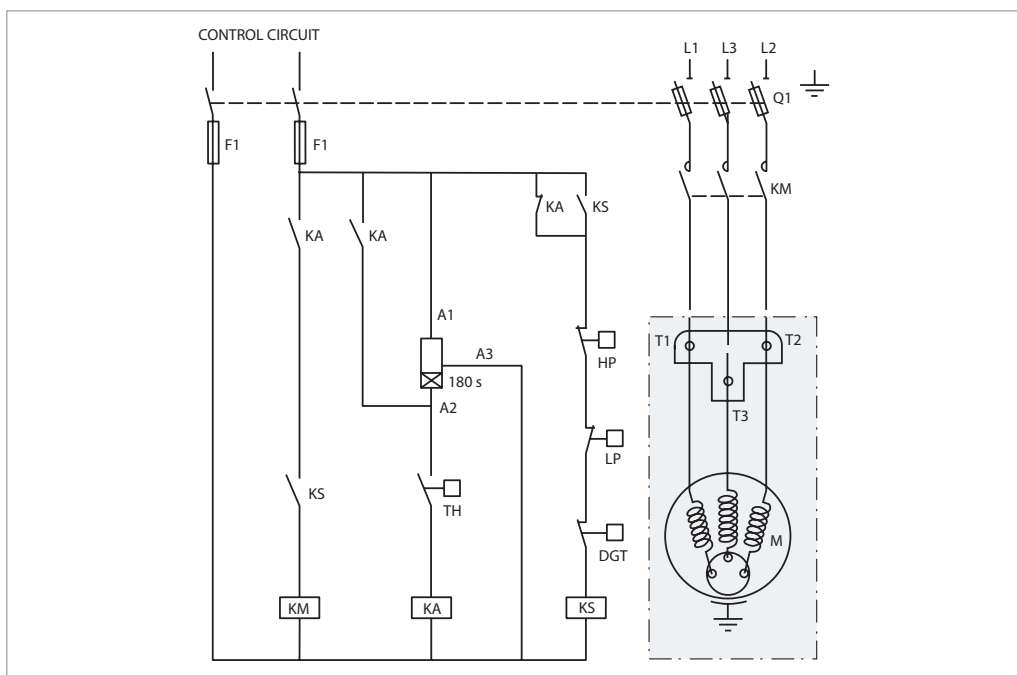 CONTROL CIRCUIT
L1 L3 L2
Q1
F1 F1
KM
KA KA KA KS
A1
T1 T2
A3
HP
180 s
A2
T3
LP
KS
TH
M
DGT
KM KA KS